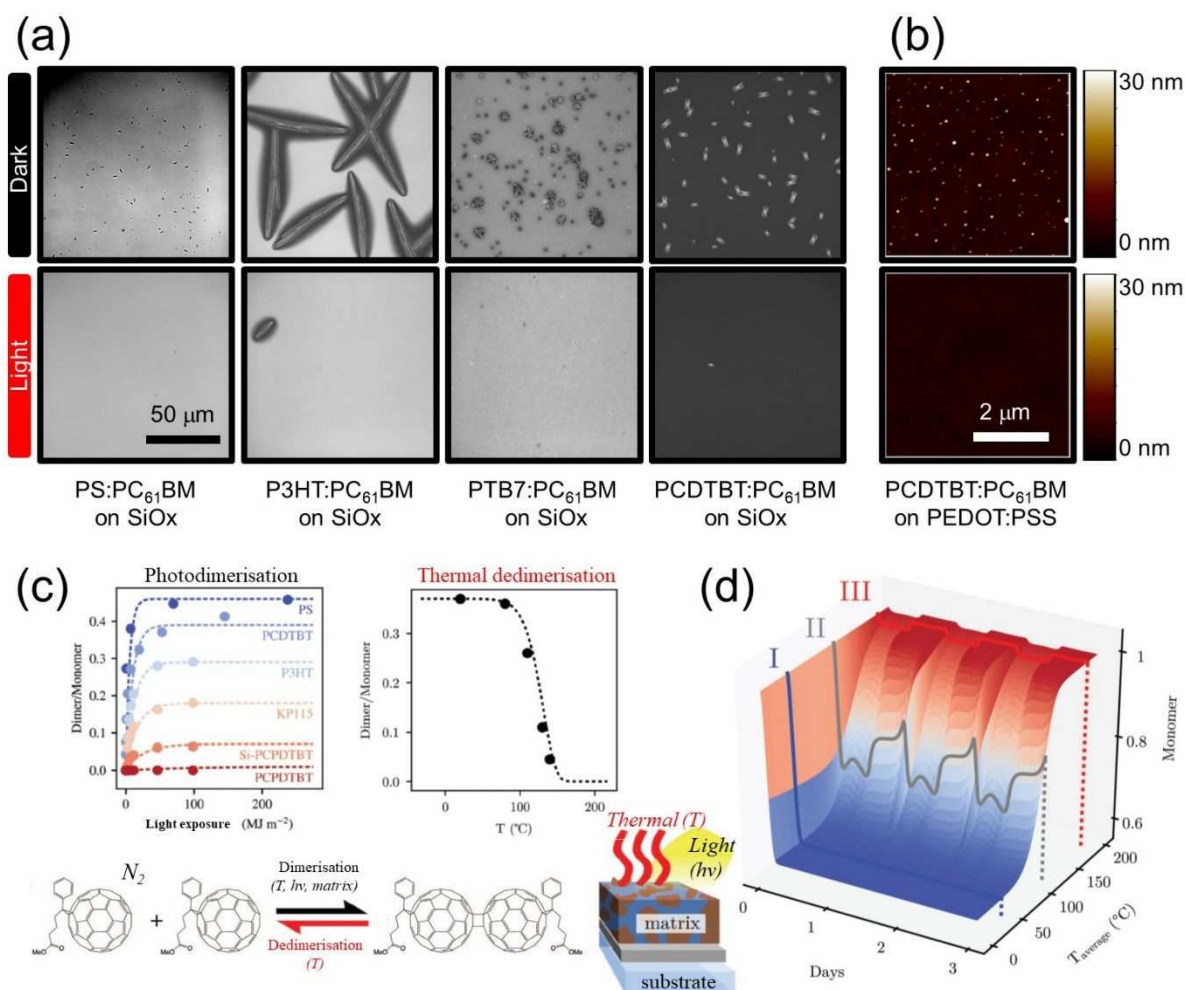 (a)
(b)
Dark
Light
50 μm
30 nm
0 nm
30 nm
2 μm
0 nm
PS:PC61BM
on SiOx
P3HT:PC61BM
on SiOx
PTB7:PC61BM
on SiOx
PCDTBT:PC61BM
on SiOx
PCDTBT:PC61BM
on PEDOT:PSS
(c)
Photodimerisation
Dimer/Monomer
0.4
0.3
0.2
0.1
0.0
PS
PCDTBT
P3HT
KP115
Si-PCPDTBT
PCPDTBT
0
100
200
Light exposure (MJ m−2)
Thermal dedimerisation
Dimer/Monomer
0.3
0.2
0.1
0.0
0
100
200
T (°C)
N2
+
Dimerisation
(T, hν, matrix)
Dedimerisation
(T)
MeO
O
MeO
O
MeO
O
O
OMe
Thermal (T)
Light
(hν)
matrix
substrate
(d)
I
II
III
1
0.8
0.6
Monomer
0
1
2
3
Days
0
50
100
150
200
Taverage (°C)